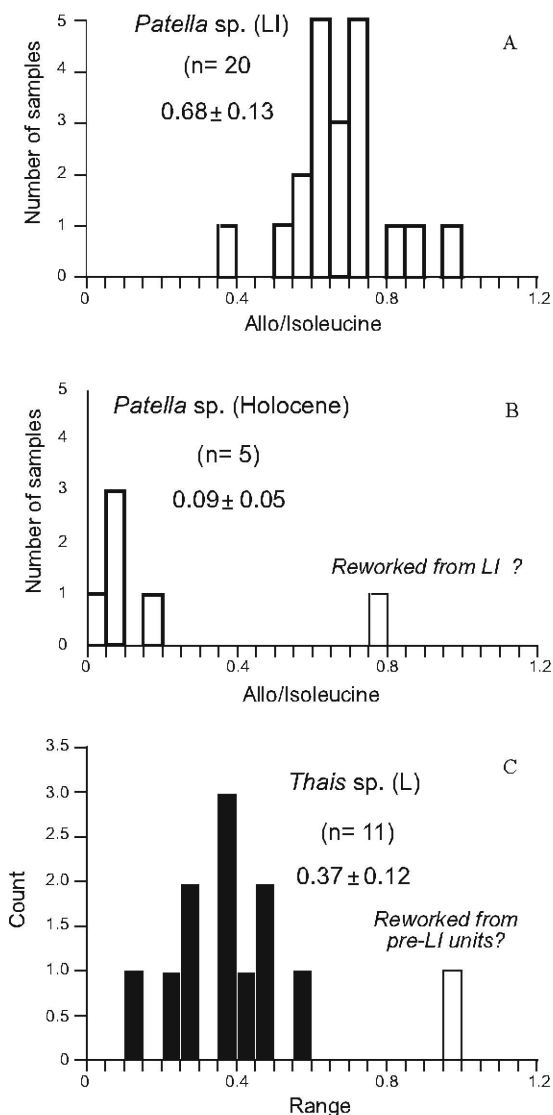 A
Patella sp. (LI)
(n= 20
0.68±0.13
Number of samples
5
4
3
2
1
0
0 0.4 0.8 1.2
Allo/Isoleucine
B
Patella sp. (Holocene)
(n= 5)
0.09±0.05
Reworked from LI ?
Number of samples
5
4
3
2
1
0
0 0.4 0.8 1.2
Allo/Isoleucine
C
Thais sp. (L)
(n= 11)
0.37±0.12
Reworked from
pre-LI units?
Count
3.5
3.0
2.5
2.0
1.5
1.0
0.5
0
0 0.4 0.8 1.2
Range